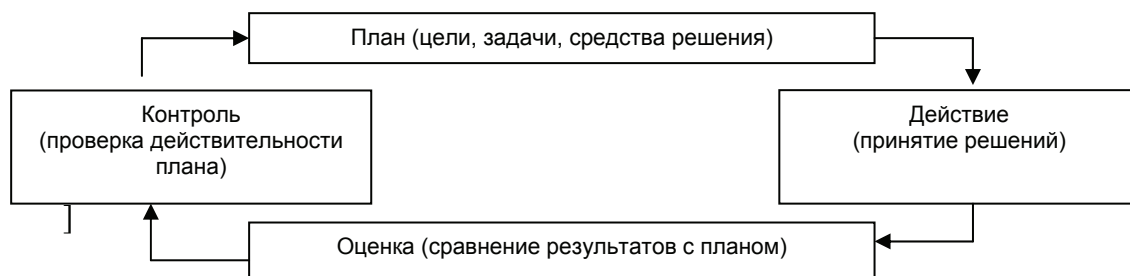 План (цели, задачи, средства решения)
Контроль
(проверка действительности
плана)
Действие
(принятие решений)
]
Оценка (сравнение результатов с планом)